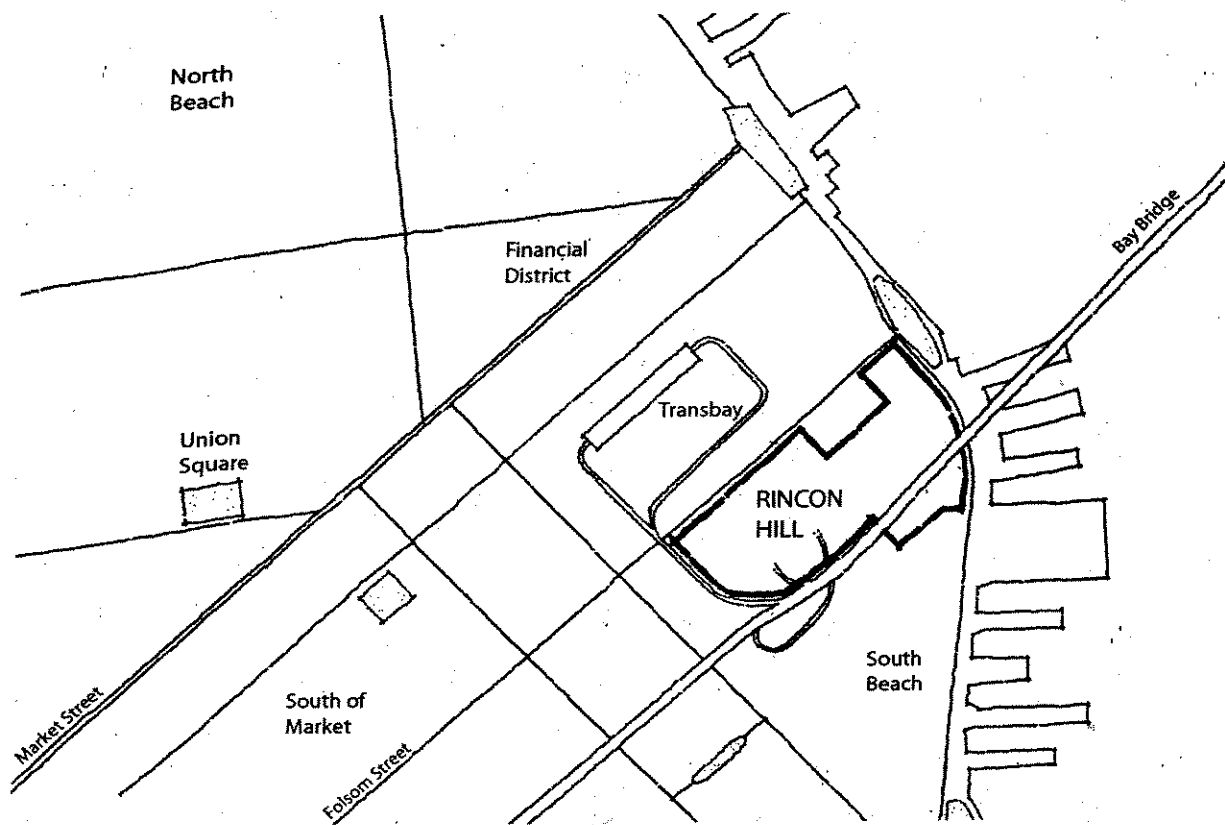 North
Beach
Financial
District
Bay Bridge
Transbay
Union
Square
RINCON
HILL
South
Beach
South of
Market
Market Street
Folsom Street